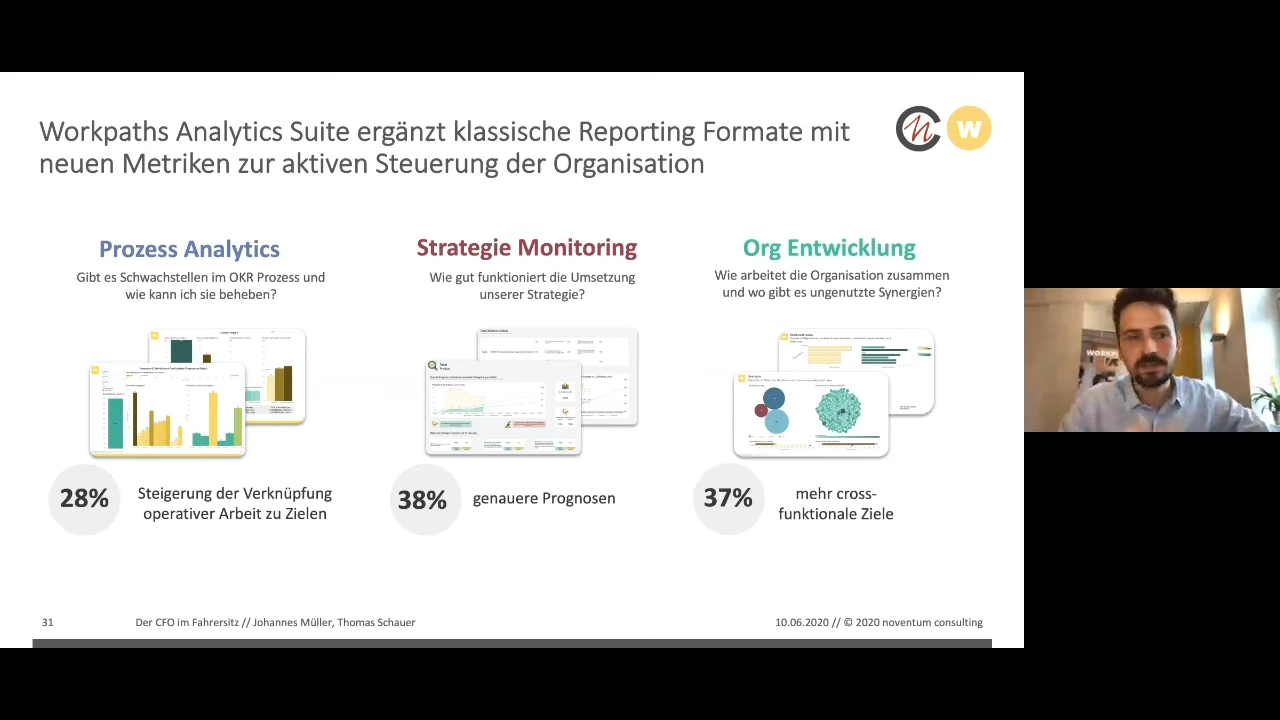 Workpaths Analytics Suite ergänzt klassische Reporting Formate mit
neuen Metriken zur aktiven Steuerung der Organisation
w
Prozess Analytics
Gibt es Schwachstellen im OKR Prozess und
wie kann ich sie beheben?
28%
Steigerung der Verknüpfung
operativer Arbeit zu Zielen
Strategie Monitoring
Wie gut funktioniert die Umsetzung
unserer Strategie?
38%
genauere Prognosen
Org Entwicklung
Wie arbeitet die Organisation zusammen
und wo gibt es ungenutzte Synergien?
37%
mehr cross-
funktionale Ziele
31
Der CFO im Fahrersitz // Johannes Müller, Thomas Schauer
10.06.2020 // © 2020 noventum consulting